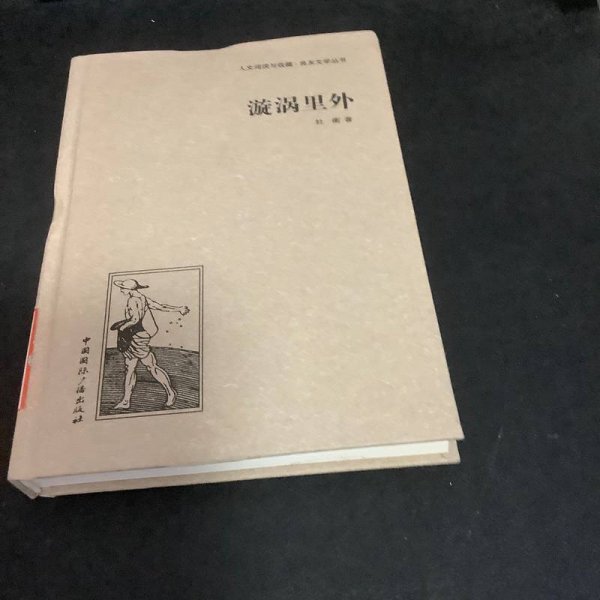 人文阅读与收藏·良友文学丛书
漩涡里外
杜衡 著
中国国际广播出版社